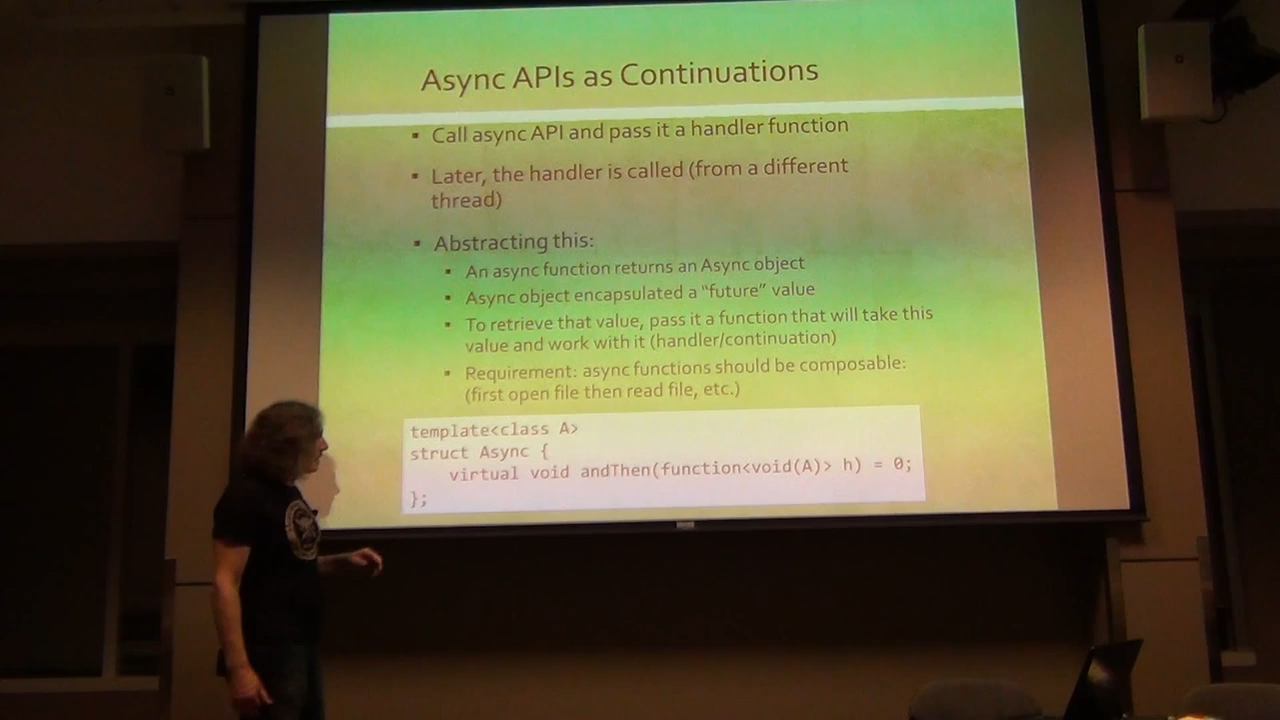 Async APIs as Continuations
▪ Call async API and pass it a handler function
▪ Later, the handler is called (from a different
thread)
▪ Abstracting this:
▪ An async function returns an Async object
▪ Async object encapsulated a “future” value
▪ To retrieve that value, pass it a function that will take this
value and work with it (handler/continuation)
▪ Requirement: async functions should be composable:
(first open file then read file, etc.)
template<class A>
struct Async {
    virtual void andThen(function<void(A)> h) = 0;
};